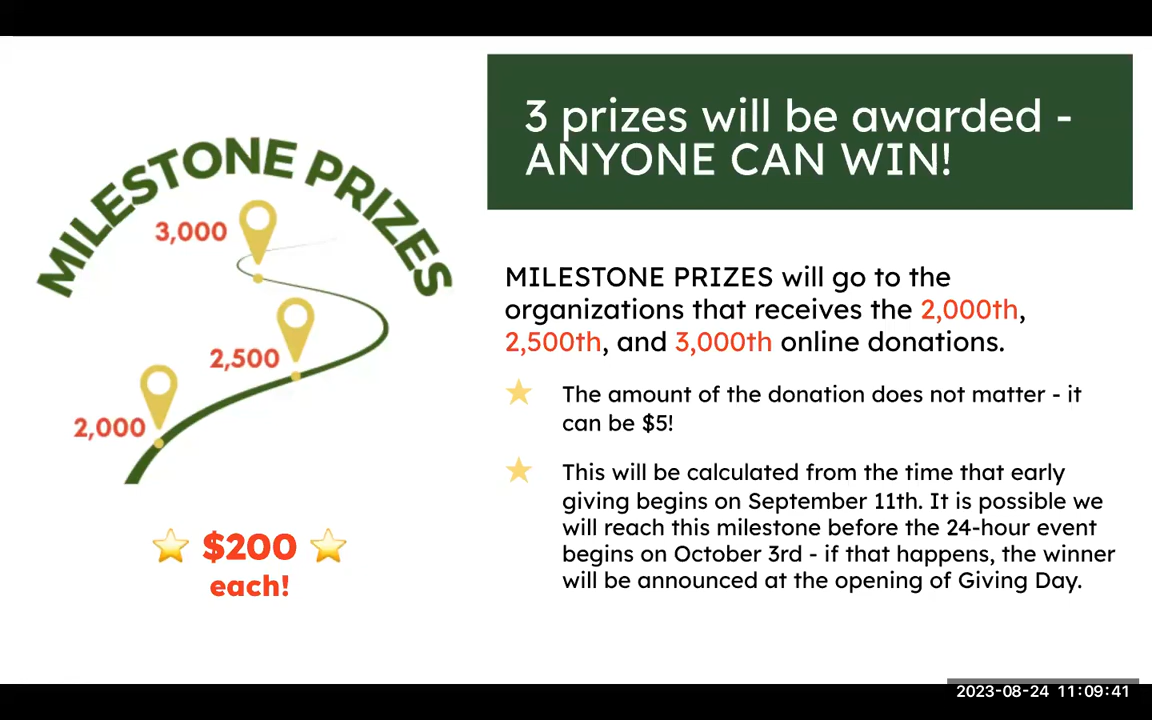 MILESTONE PRIZES
3,000
2,500
2,000
$200
each!
3 prizes will be awarded -
ANYONE CAN WIN!
MILESTONE PRIZES will go to the
organizations that receives the 2,000th,
2,500th, and 3,000th online donations.
The amount of the donation does not matter - it
can be $5!
This will be calculated from the time that early
giving begins on September 11th. It is possible we
will reach this milestone before the 24-hour event
begins on October 3rd - if that happens, the winner
will be announced at the opening of Giving Day.
2023-08-24 11:09:41